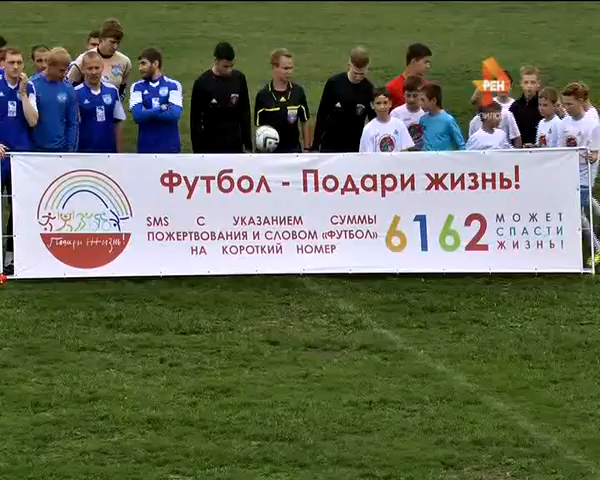 РЕН
Футбол - Подари жизнь!
SMS С УКАЗАНИЕМ СУММЫ
ПОЖЕРТВОВАНИЯ И СЛОВОМ «ФУТБОЛ»
НА КОРОТКИЙ НОМЕР
6162
МОЖЕТ
СПАСТИ
ЖИЗНЬ!
Подари жизнь!